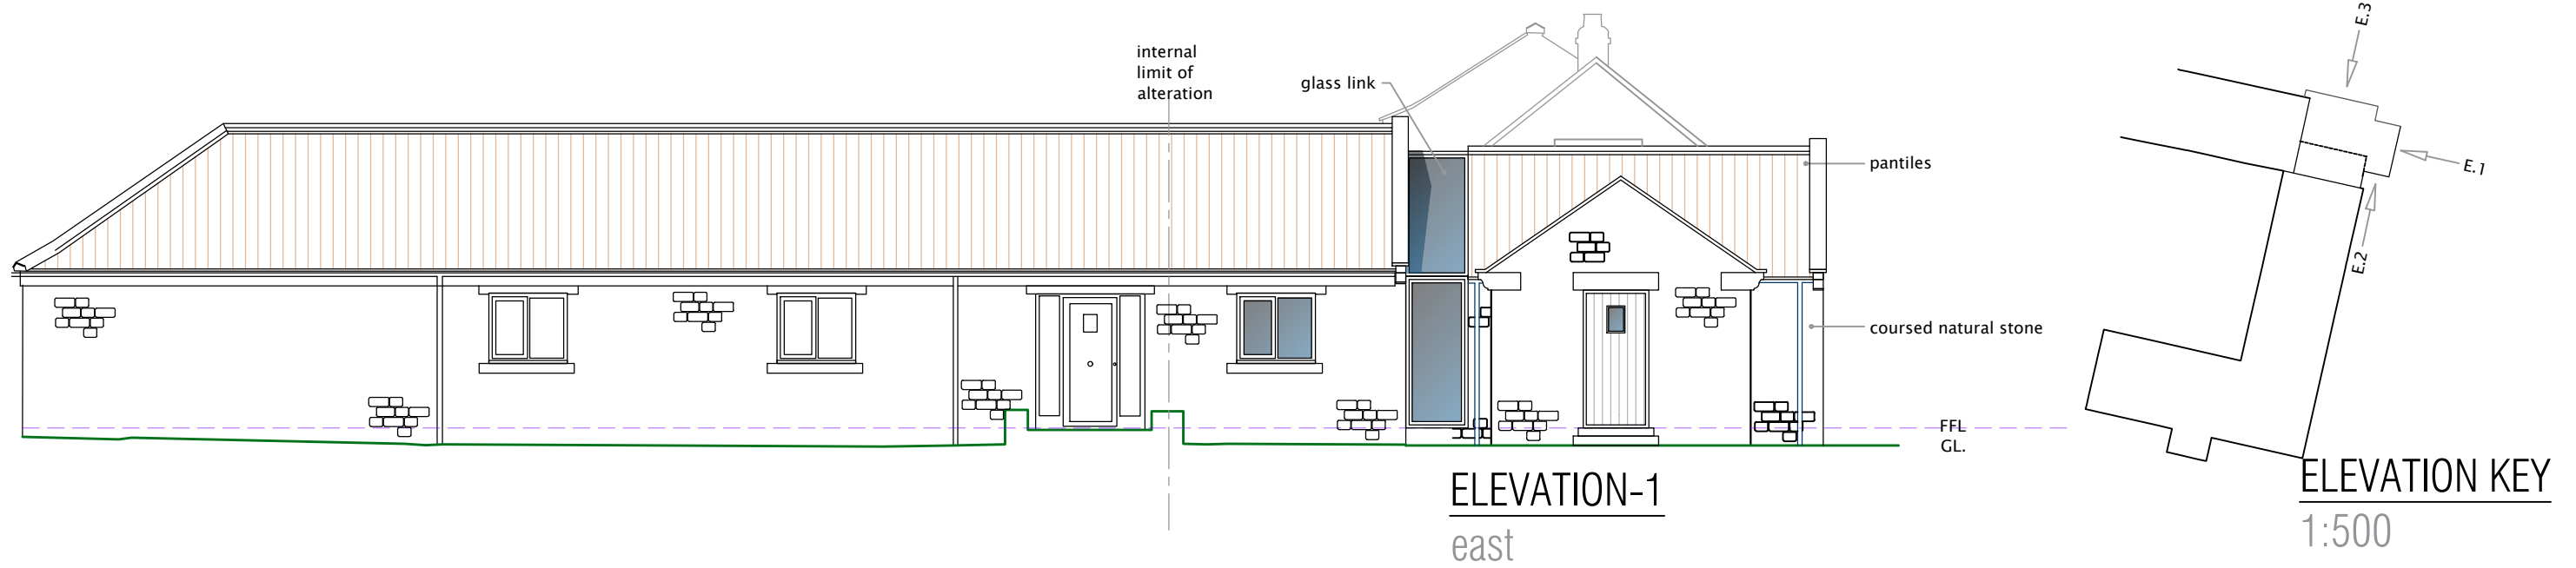 internal
limit of
alteration
glass link
pantiles
coursed natural stone
FFL
GL.
ELEVATION-1
east
E.3
E.1
E.2
ELEVATION KEY
1:500